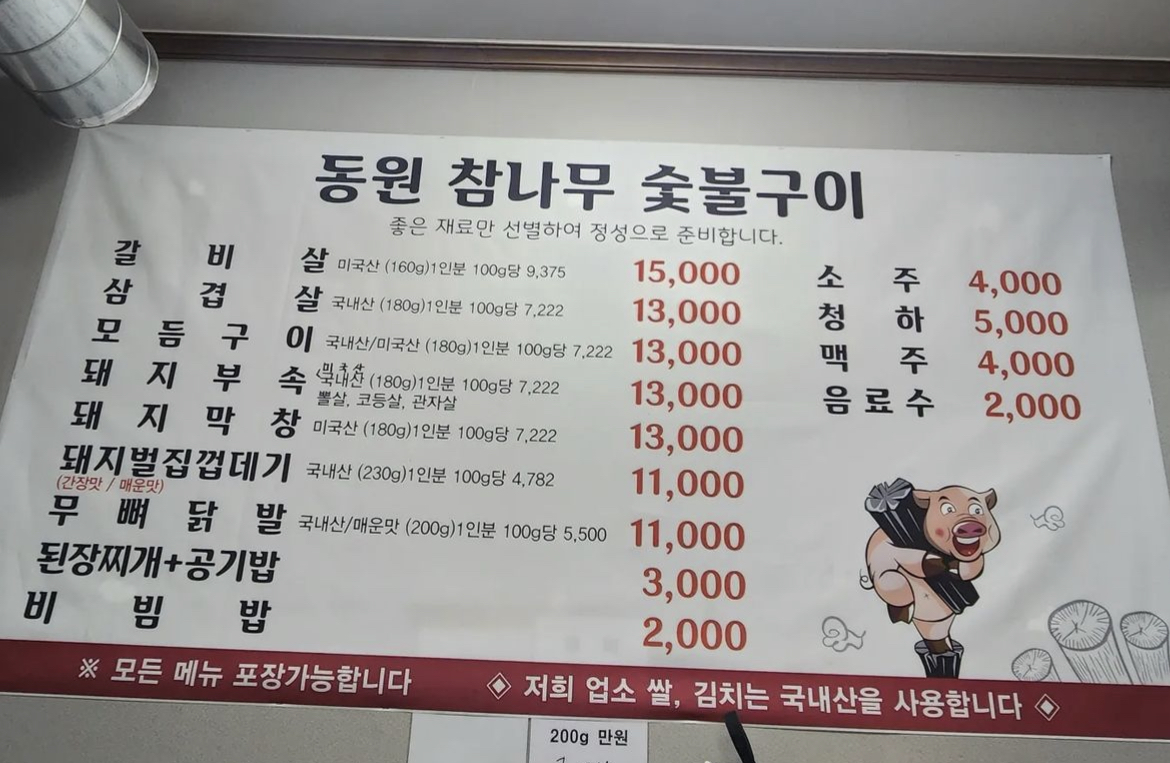 동원 참나무 숯불구이
좋은 재료만 선별하여 정성으로 준비합니다.
갈비살 미국산 (160g)1인분 100g당 9,375 15,000
삼겹살 국내산 (180g)1인분 100g당 7,222 13,000
모듬구이 국내산/미국산 (180g)1인분 100g당 7,222 13,000
돼지부속 국내산 (180g)1인분 100g당 7,222 13,000
뽈살, 코등살, 관자살
돼지막창 미국산 (180g)1인분 100g당 7,222 13,000
돼지벌집껍데기 국내산 (230g)1인분 100g당 4,782 11,000
(간장맛 / 매운맛)
무뼈닭발 국내산/매운맛 (200g)1인분 100g당 5,500 11,000
된장찌개+공기밥 3,000
비빔밥 2,000
소주 4,000
청하 5,000
맥주 4,000
음료수 2,000
※ 모든 메뉴 포장가능합니다
◈ 저희 업소 쌀, 김치는 국내산을 사용합니다 ◈
200g 만원